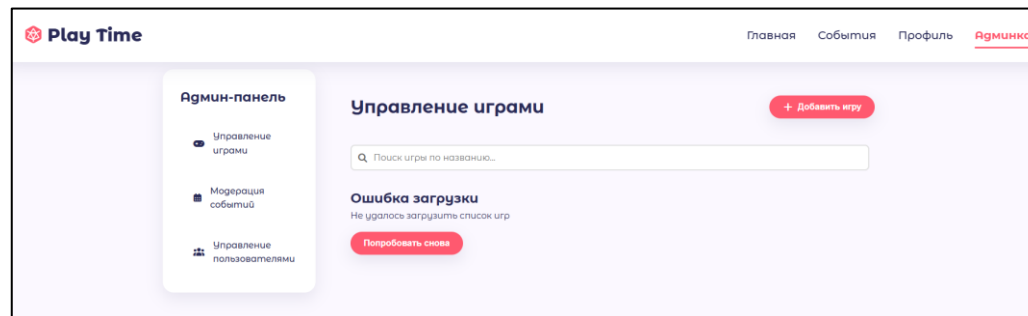 Play Time
Главная События Профиль Админка
Админ-панель
Управление играми
+ Добавить игру
Управление
играми
Поиск игры по названию...
Модерация
событий
Ошибка загрузки
Не удалось загрузить список игр
Попробовать снова
Управление
пользователями